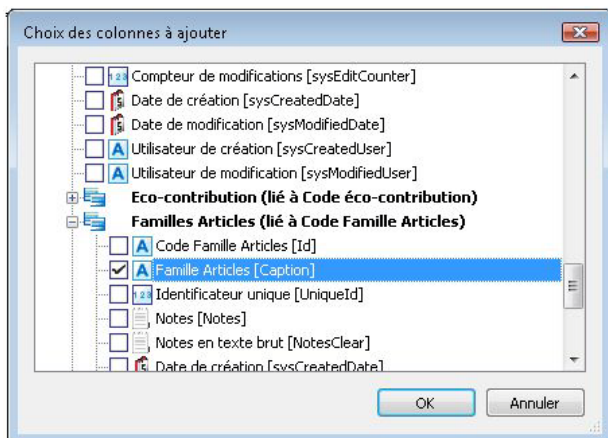 Choix des colonnes à ajouter
123 Compteur de modifications [sysEditCounter]
Date de création [sysCreatedDate]
Date de modification [sysModifiedDate]
A Utilisateur de création [sysCreatedUser]
A Utilisateur de modification [sysModifiedUser]
Eco-contribution (lié à Code éco-contribution)
Familles Articles (lié à Code Famille Articles)
A Code Famille Articles [Id]
A Famille Articles [Caption]
123 Identificateur unique [UniqueId]
Notes [Notes]
Notes en texte brut [NotesClear]
Date de création [sysCreatedDate]
OK Annuler